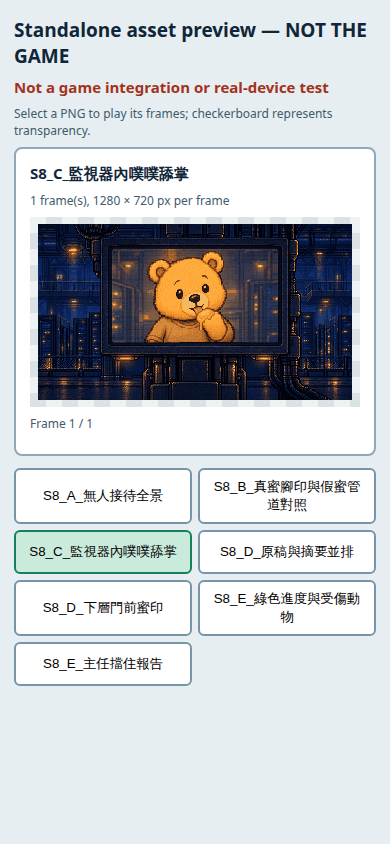 Standalone asset preview — NOT THE
GAME
Not a game integration or real-device test
Select a PNG to play its frames; checkerboard represents
transparency.
S8_C_監視器內噗噗舔掌
1 frame(s), 1280 × 720 px per frame
Frame 1 / 1
S8_A_無人接待全景
S8_B_真蜜腳印與假蜜管
道對照
S8_C_監視器內噗噗舔掌
S8_D_原稿與摘要並排
S8_D_下層門前蜜印
S8_E_綠色進度與受傷動
物
S8_E_主任擋住報告